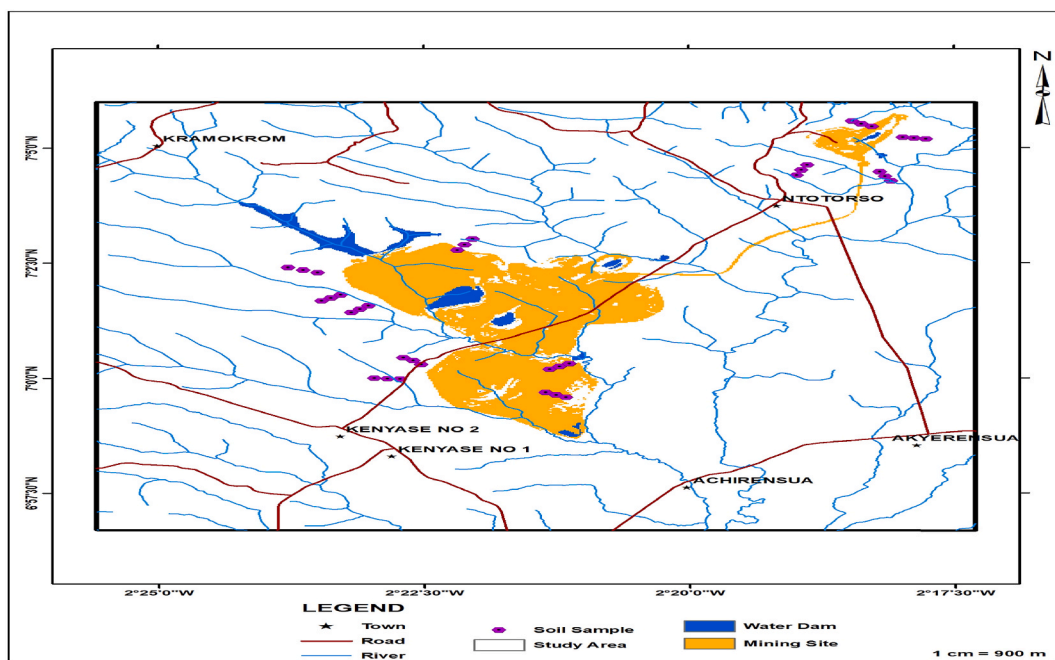 Z
KRAMOKROM
NTOTORSO
KENYASE NO 2
KENYASE NO 1
AKYERENSUA
ACHIRENSUA
7°5'0"N
7°2'30"N
7°0'0"N
6°57'30"N
2°25'0"W
2°22'30"W
2°20'0"W
2°17'30"W
LEGEND
Town
Road
River
Soil Sample
Study Area
Water Dam
Mining Site
1 cm = 900 m